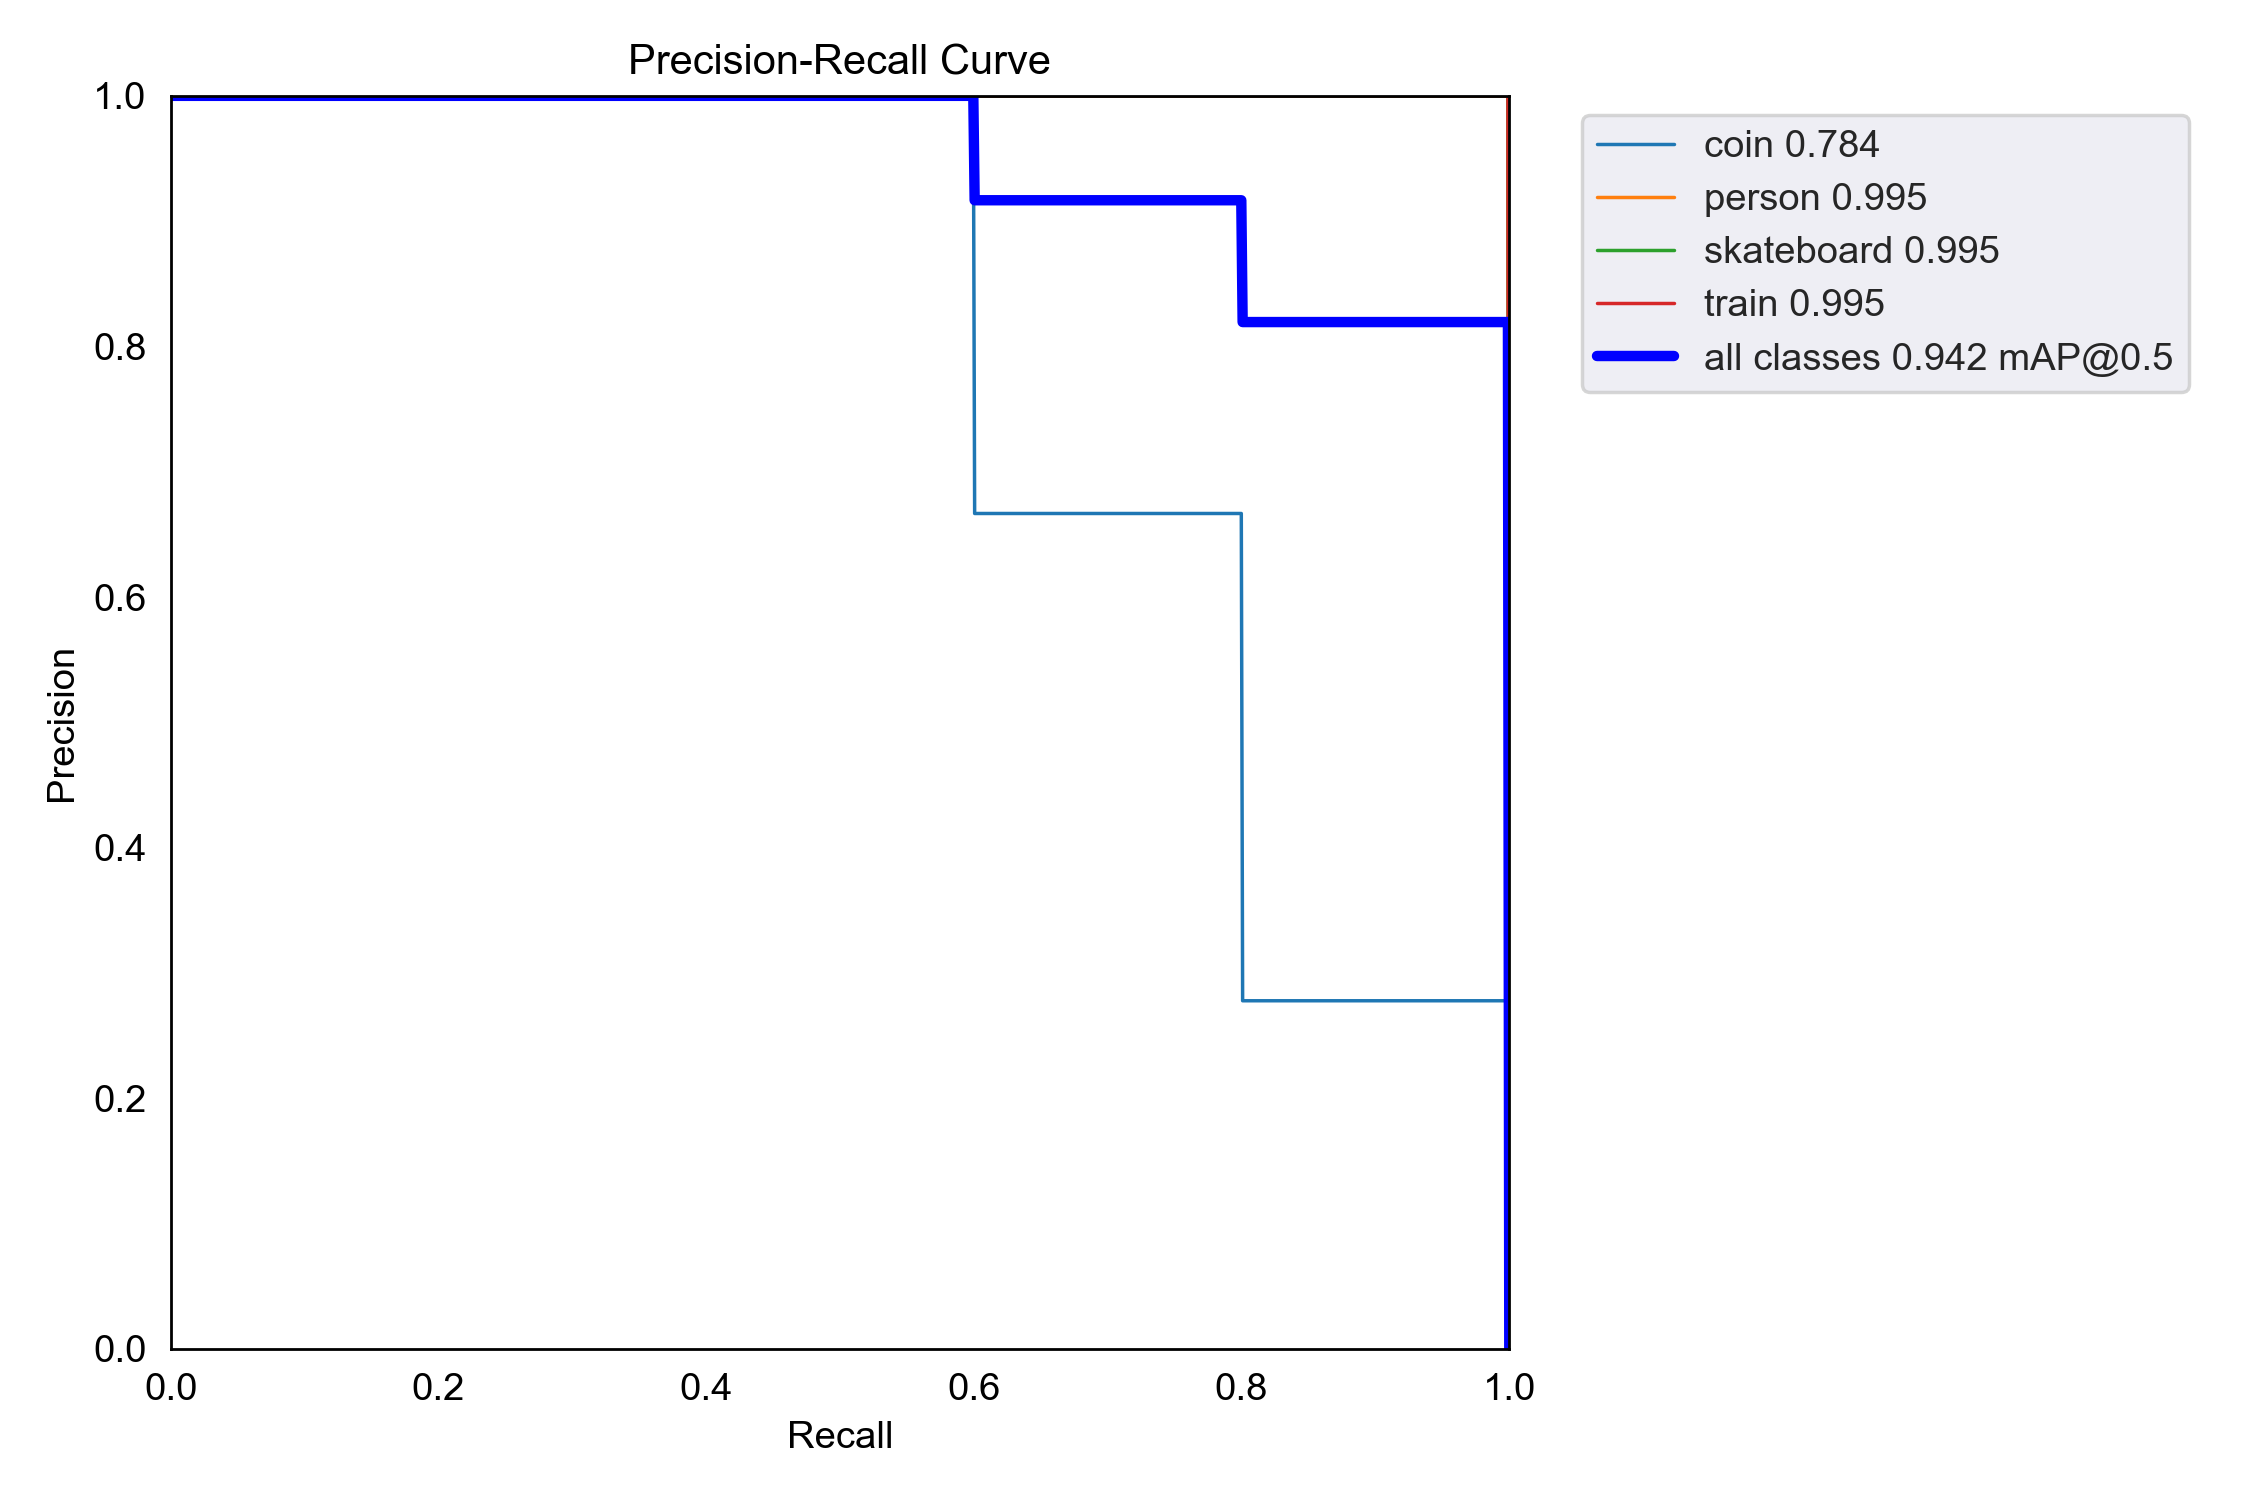 Precision-Recall Curve
1.0
0.8
0.6
0.4
0.2
0.0
Precision
0.0 0.2 0.4 0.6 0.8 1.0
Recall
coin 0.784
person 0.995
skateboard 0.995
train 0.995
all classes 0.942 mAP@0.5